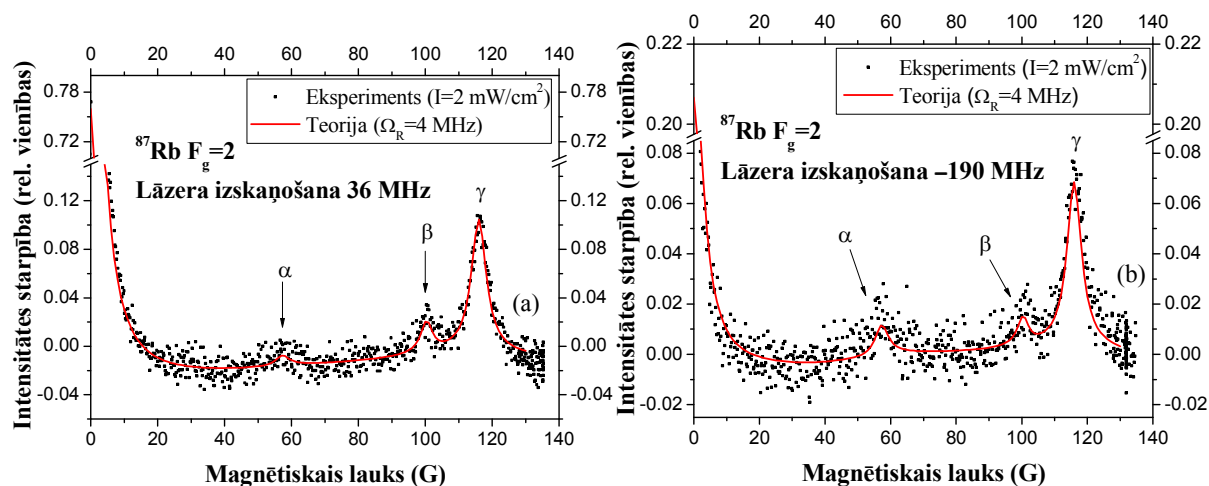 0 20 40 60 80 100 120 140
0.78
0.72
0.12
0.08
0.04
0.00
-0.04
0.78
0.72
0.12
0.08
0.04
0.00
-0.04
Eksperiments (I=2 mW/cm²)
Teorija (Ω_R=4 MHz)
⁸⁷Rb F_g=2
Lāzera izskaņošana 36 MHz
α
β
γ
(a)
0 20 40 60 80 100 120 140
Magnētiskais lauks (G)
Intensitātes starpība (rel. vienības)
0 20 40 60 80 100 120 140
0.22
0.20
0.08
0.06
0.04
0.02
0.00
-0.02
0.22
0.20
0.08
0.06
0.04
0.02
0.00
-0.02
Eksperiments (I=2 mW/cm²)
Teorija (Ω_R=4 MHz)
⁸⁷Rb F_g=2
Lāzera izskaņošana –190 MHz
α
β
γ
(b)
0 20 40 60 80 100 120 140
Magnētiskais lauks (G)
Intensitātes starpība (rel. vienības)